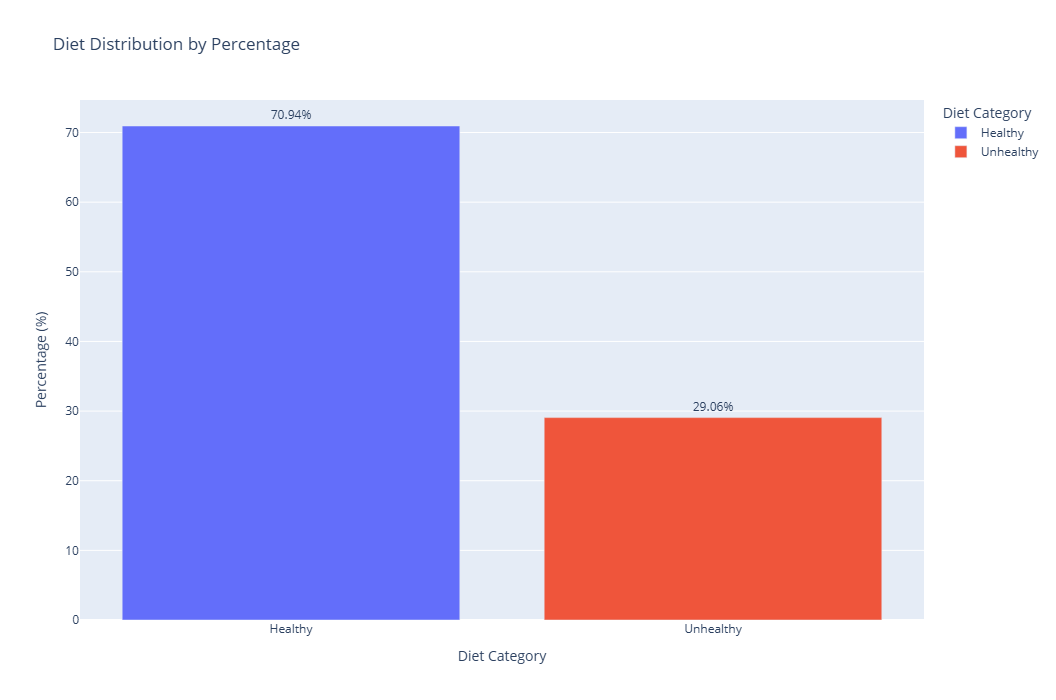 Diet Distribution by Percentage
70.94%
29.06%
Diet Category
Healthy
Unhealthy
Percentage (%)
70
60
50
40
30
20
10
0
Healthy
Unhealthy
Diet Category